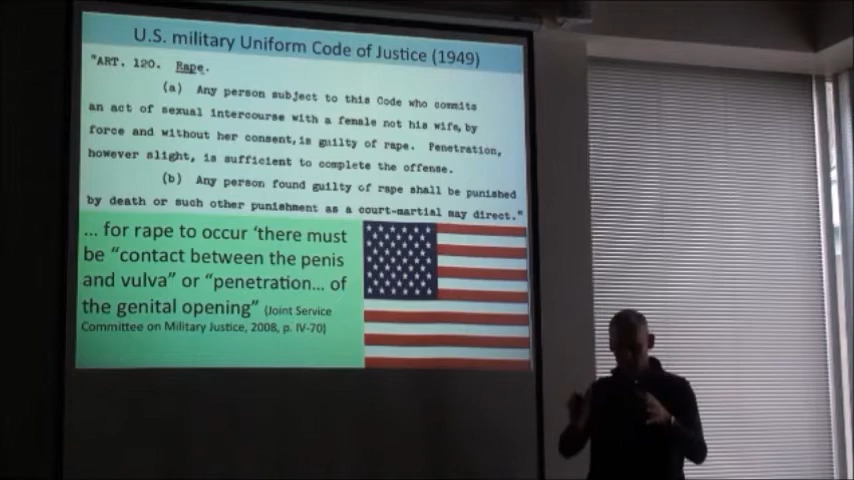 U.S. military Uniform Code of Justice (1949)
"ART. 120. Rape.
(a) Any person subject to this Code who commits
an act of sexual intercourse with a female not his wife, by
force and without her consent, is guilty of rape. Penetration,
however slight, is sufficient to complete the offense.
(b) Any person found guilty of rape shall be punished
by death or such other punishment as a court-martial may direct."
... for rape to occur 'there must
be "contact between the penis
and vulva" or "penetration... of
the genital opening" (Joint Service
Committee on Military Justice, 2008, p. IV-70)